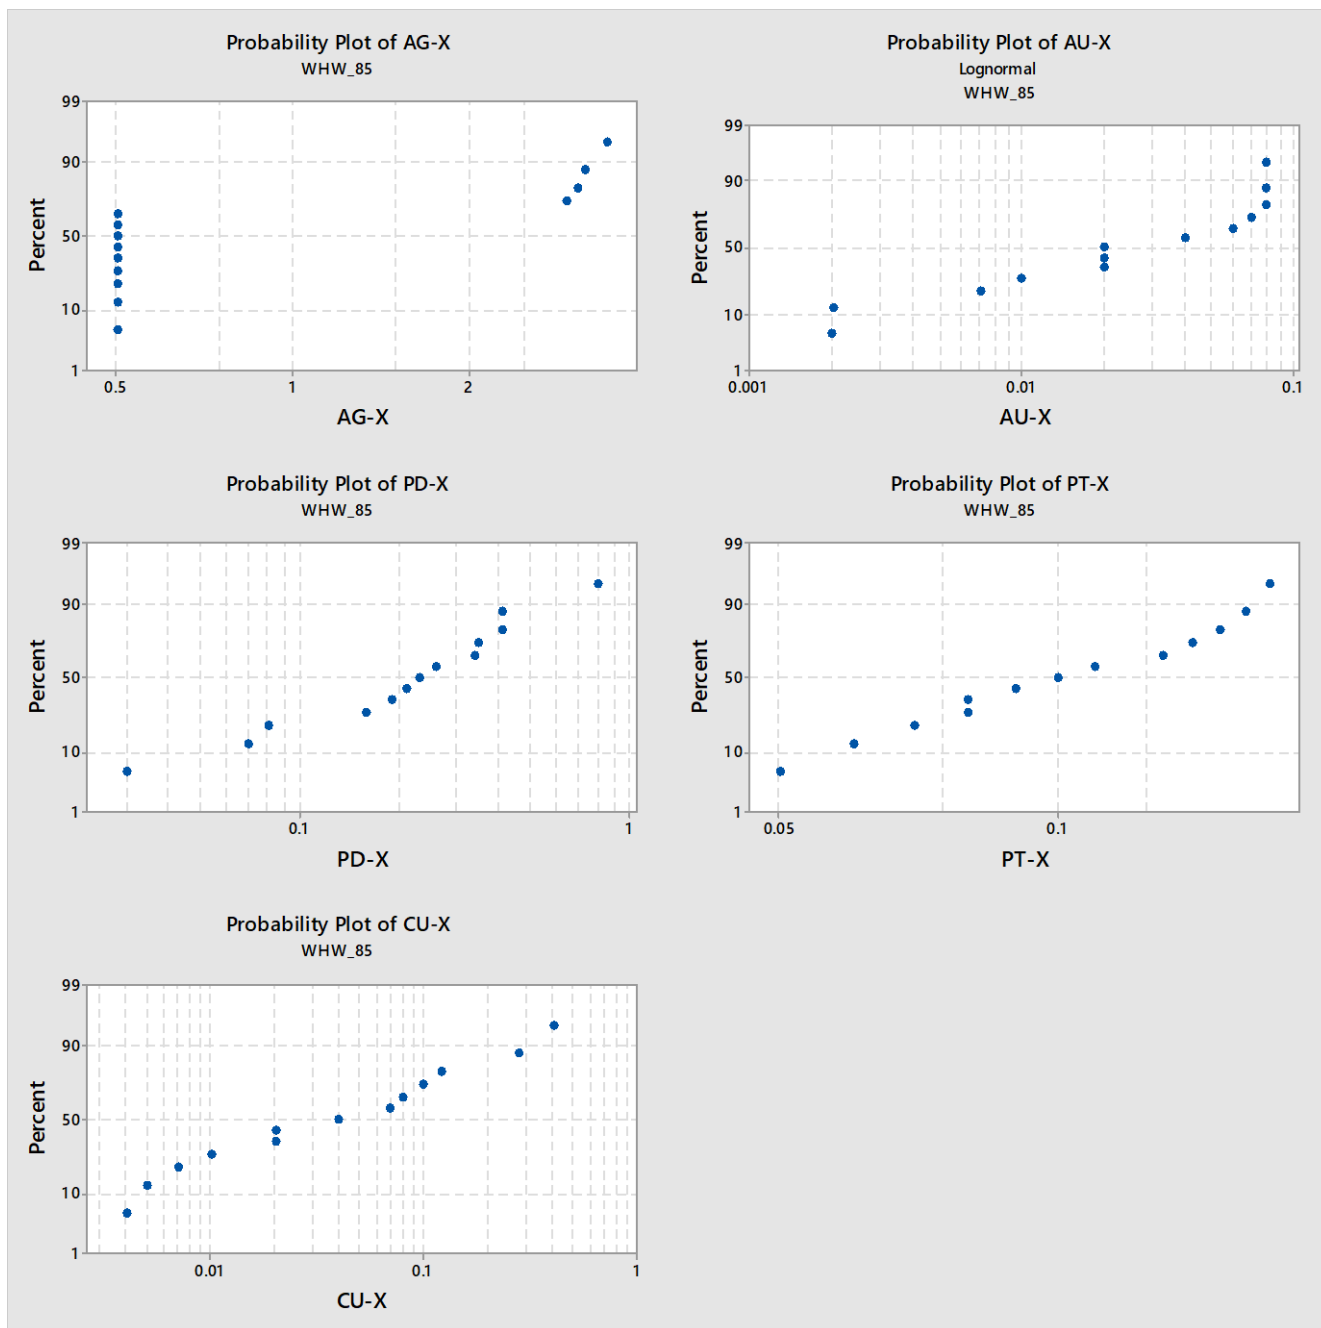 Probability Plot of AG-X
WHW_85
99
90
50
10
1
Percent
0.5 1 2
AG-X
Probability Plot of AU-X
Lognormal
WHW_85
99
90
50
10
1
Percent
0.001 0.01 0.1
AU-X
Probability Plot of PD-X
WHW_85
99
90
50
10
1
Percent
0.1 1
PD-X
Probability Plot of PT-X
WHW_85
99
90
50
10
1
Percent
0.05 0.1
PT-X
Probability Plot of CU-X
WHW_85
99
90
50
10
1
Percent
0.01 0.1 1
CU-X